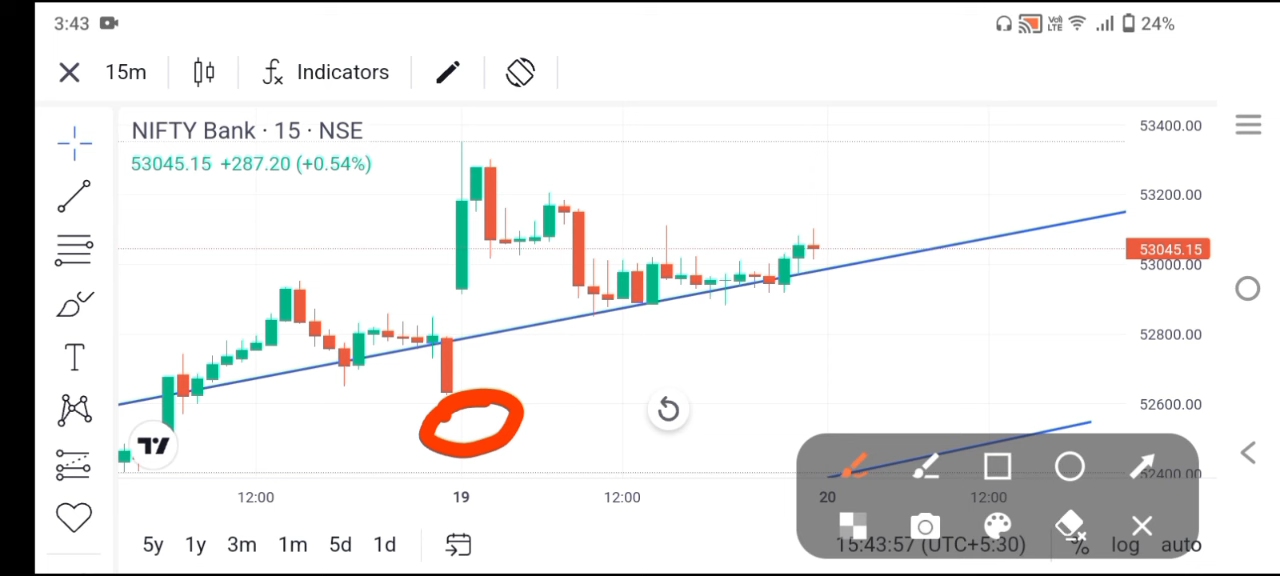 3:43
Vo) LTE
24%
15m
Indicators
NIFTY Bank · 15 · NSE
53045.15 +287.20 (+0.54%)
53400.00
53200.00
53045.15
53000.00
52800.00
52600.00
52400.00
12:00
19
12:00
20
12:00
5y 1y 3m 1m 5d 1d
15:43:57 (UTC+5:30)
% log auto